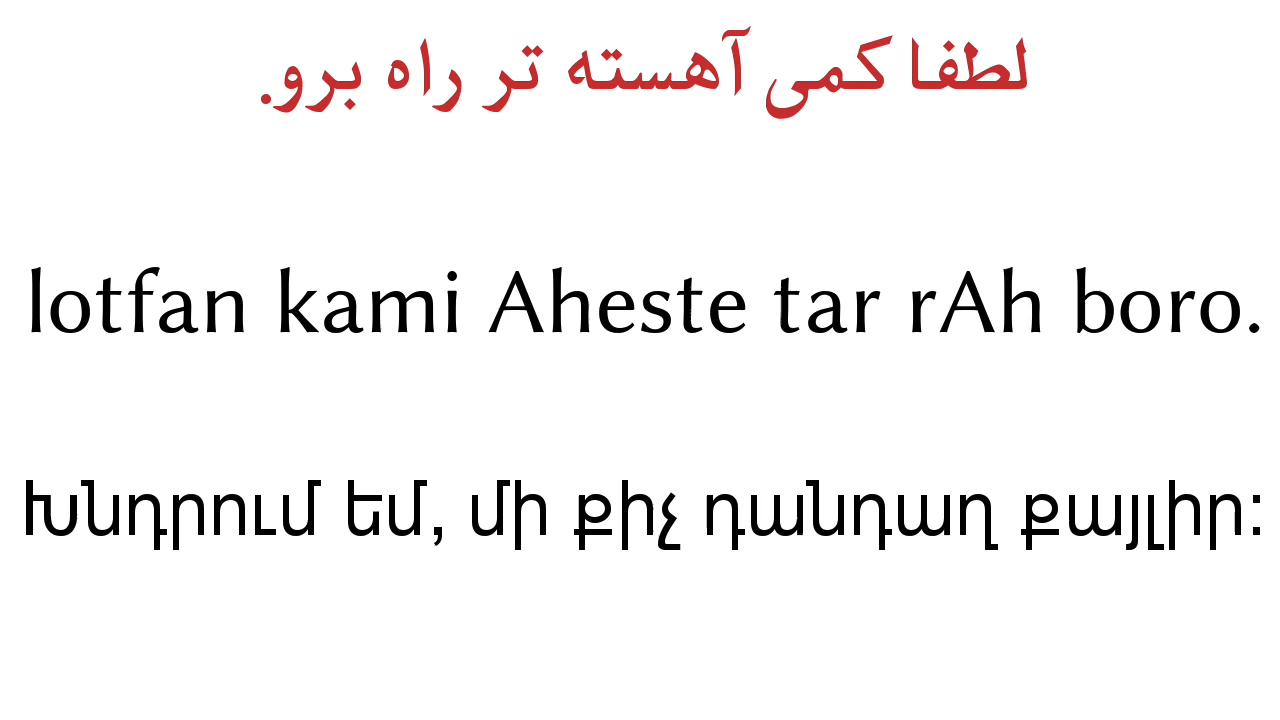 لطفا کمی آهسته تر راه برو.
lotfan kami Aheste tar rAh boro.
Խնդրում եմ, մի քիչ դանդաղ քայլիր: